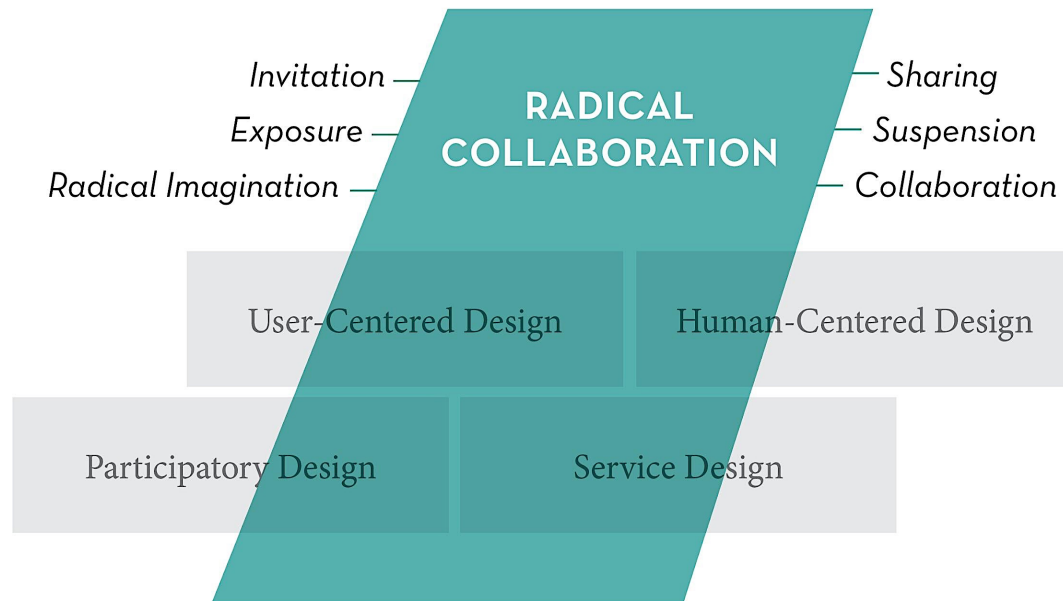 Invitation
Exposure
Radical Imagination
RADICAL
COLLABORATION
Sharing
Suspension
Collaboration
User-Centered Design
Human-Centered Design
Participatory Design
Service Design